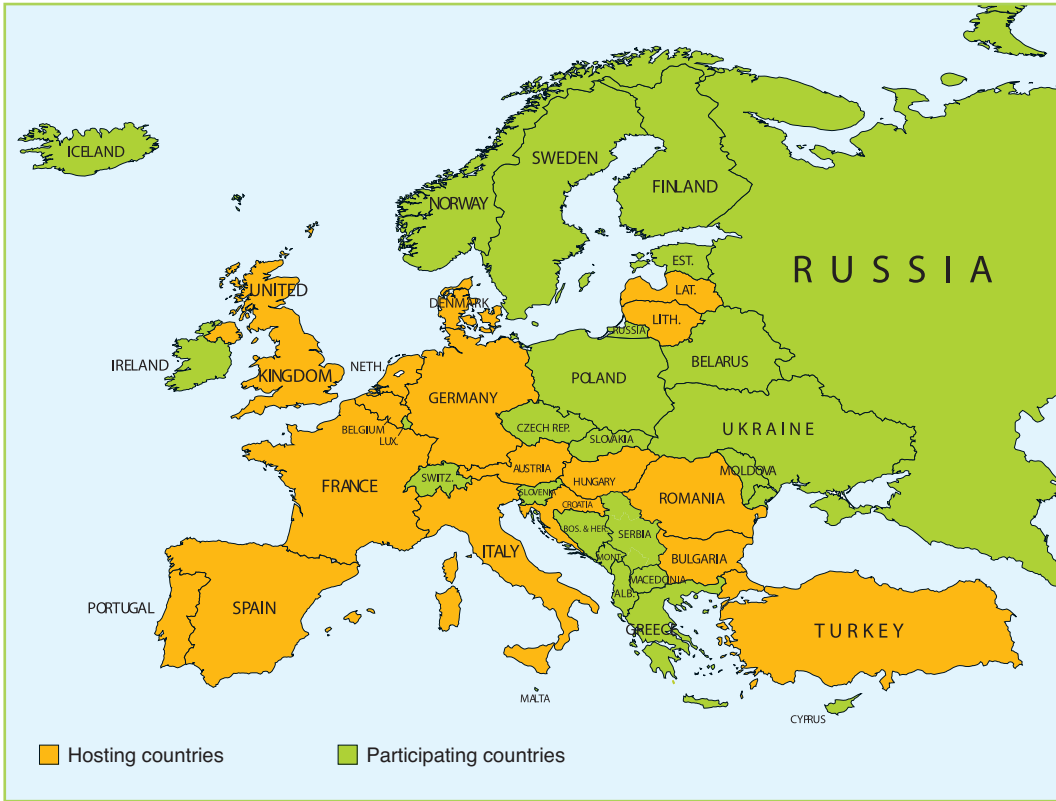 ICELAND
SWEDEN
FINLAND
NORWAY
RUSSIA
EST.
UNITED
DENMARK
LAT.
LITH.
RUSSIA
IRELAND
NETH.
KINGDOM
BELARUS
POLAND
GERMANY
BELGIUM
LUX.
CZECH REP.
UKRAINE
SLOVAKIA
FRANCE
SWITZ.
AUSTRIA
HUNGARY
MOLDOVA
SLOVENIA
ROMANIA
CROATIA
BOS. & HER.
SERBIA
ITALY
MONT.
BULGARIA
MACEDONIA
ALB.
PORTUGAL
SPAIN
GREECE
TURKEY
MALTA
CYPRUS
Hosting countries
Participating countries